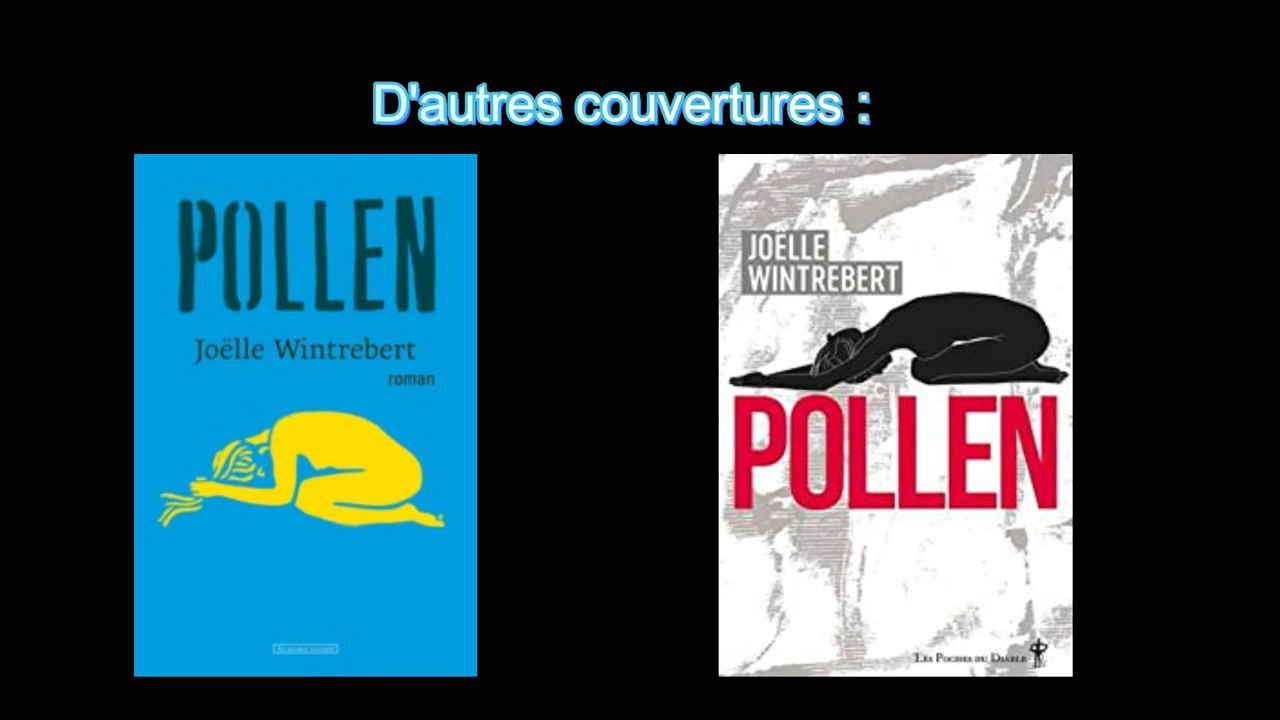 D'autres couvertures :
POLLEN
Joëlle Wintrebert
roman
JOËLLE
WINTREBERT
POLLEN
LES POCHES DU DIABLE